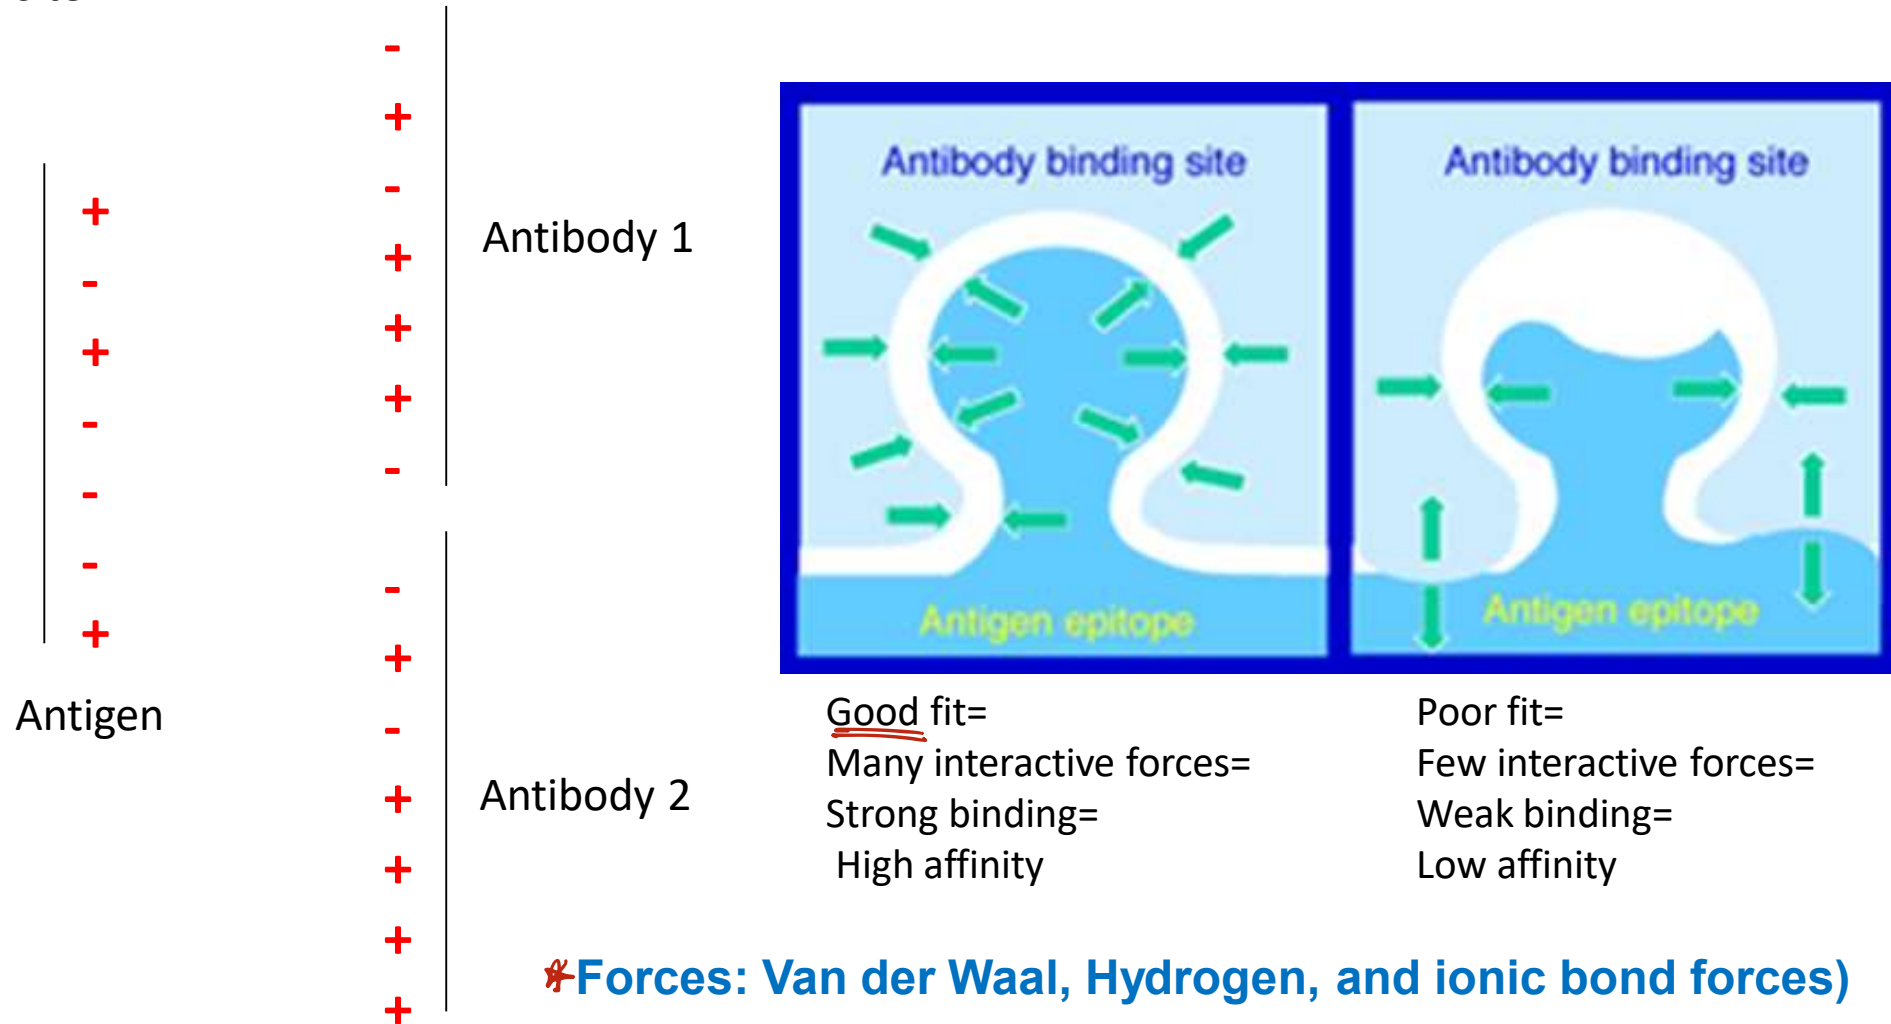 +
-
+
-
-
-
+
Antigen
-
+
-
+
+
+
-
Antibody 1
-
+
-
+
+
+
+
Antibody 2
Antibody binding site
Antigen epitope
Antibody binding site
Antigen epitope
Good fit=
Many interactive forces=
Strong binding=
High affinity
Poor fit=
Few interactive forces=
Weak binding=
Low affinity
*Forces: Van der Waal, Hydrogen, and ionic bond forces)